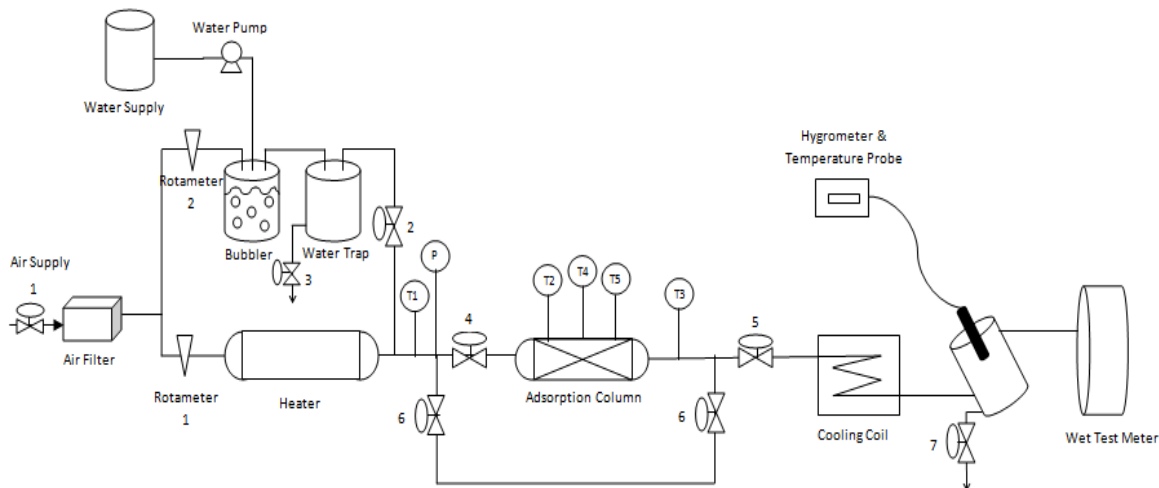 Water Pump
Water Supply
Hygrometer &
Temperature Probe
Rotameter
2
Bubbler
Water Trap
2
3
Air Supply
1
Air Filter
P
T1
T2
T4
T5
T3
4
5
Rotameter
1
Heater
Adsorption Column
6
6
Cooling Coil
7
Wet Test Meter